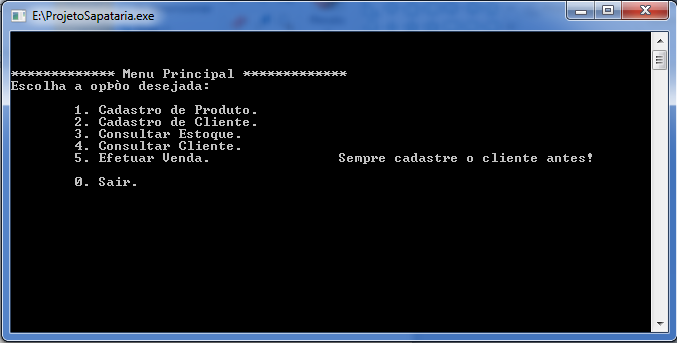 E:\ProjetoSapataria.exe
************* Menu Principal *************
Escolha a opÞÒo desejada:
1. Cadastro de Produto.
2. Cadastro de Cliente.
3. Consultar Estoque.
4. Consultar Cliente.
5. Efetuar Venda. Sempre cadastre o cliente antes!
0. Sair.